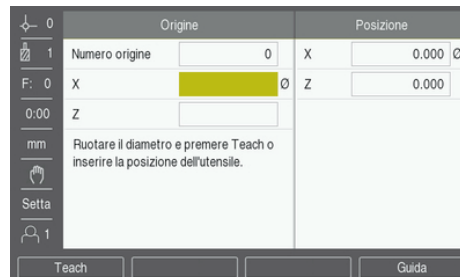 0
Origine
Posizione
1
Numero origine
0
X
0.000 Ø
F: 0
X
Ø
Z
0.000
0:00
Z
mm
Ruotare il diametro e premere Teach o
inserire la posizione dell'utensile.
Setta
1
Teach
Guida